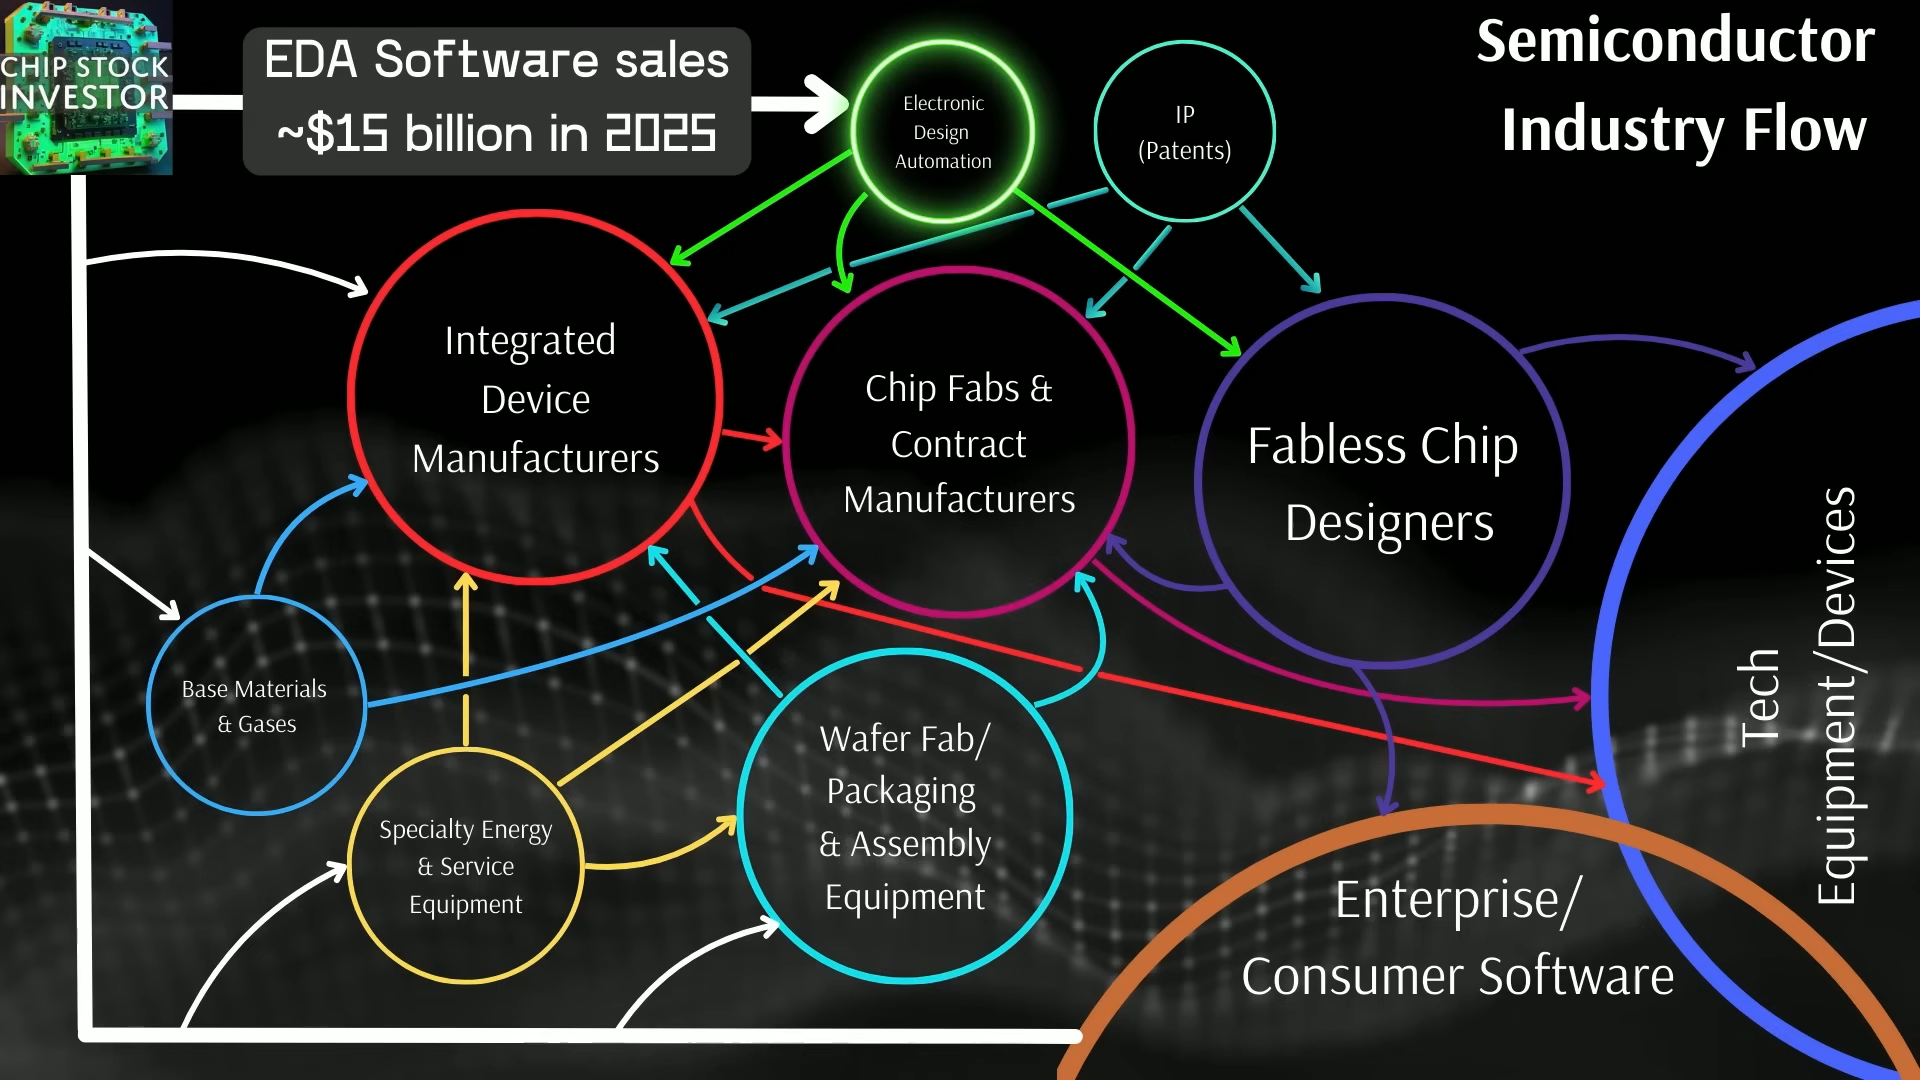 CHIP STOCK
INVESTOR
EDA Software sales
~$15 billion in 2025
Electronic
Design
Automation
IP
(Patents)
Semiconductor
Industry Flow
Integrated
Device
Manufacturers
Chip Fabs &
Contract
Manufacturers
Fabless Chip
Designers
Tech
Equipment/Devices
Base Materials
& Gases
Specialty Energy
& Service
Equipment
Wafer Fab/
Packaging
& Assembly
Equipment
Enterprise/
Consumer Software